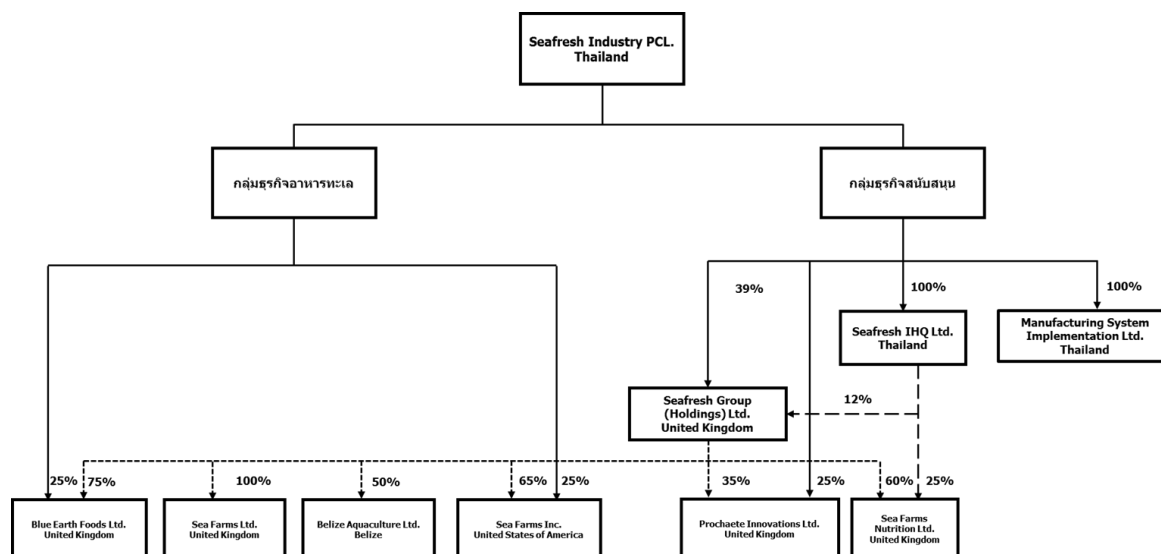 Seafresh Industry PCL.
Thailand
กลุ่มธุรกิจอาหารทะเล
กลุ่มธุรกิจสนับสนุน
39%
100%
100%
Seafresh IHQ Ltd.
Thailand
Manufacturing System
Implementation Ltd.
Thailand
Seafresh Group
(Holdings) Ltd.
United Kingdom
12%
25%
75%
100%
50%
65%
25%
35%
25%
60%
25%
Blue Earth Foods Ltd.
United Kingdom
Sea Farms Ltd.
United Kingdom
Belize Aquaculture Ltd.
Belize
Sea Farms Inc.
United States of America
Prochaete Innovations Ltd.
United Kingdom
Sea Farms
Nutrition Ltd.
United Kingdom